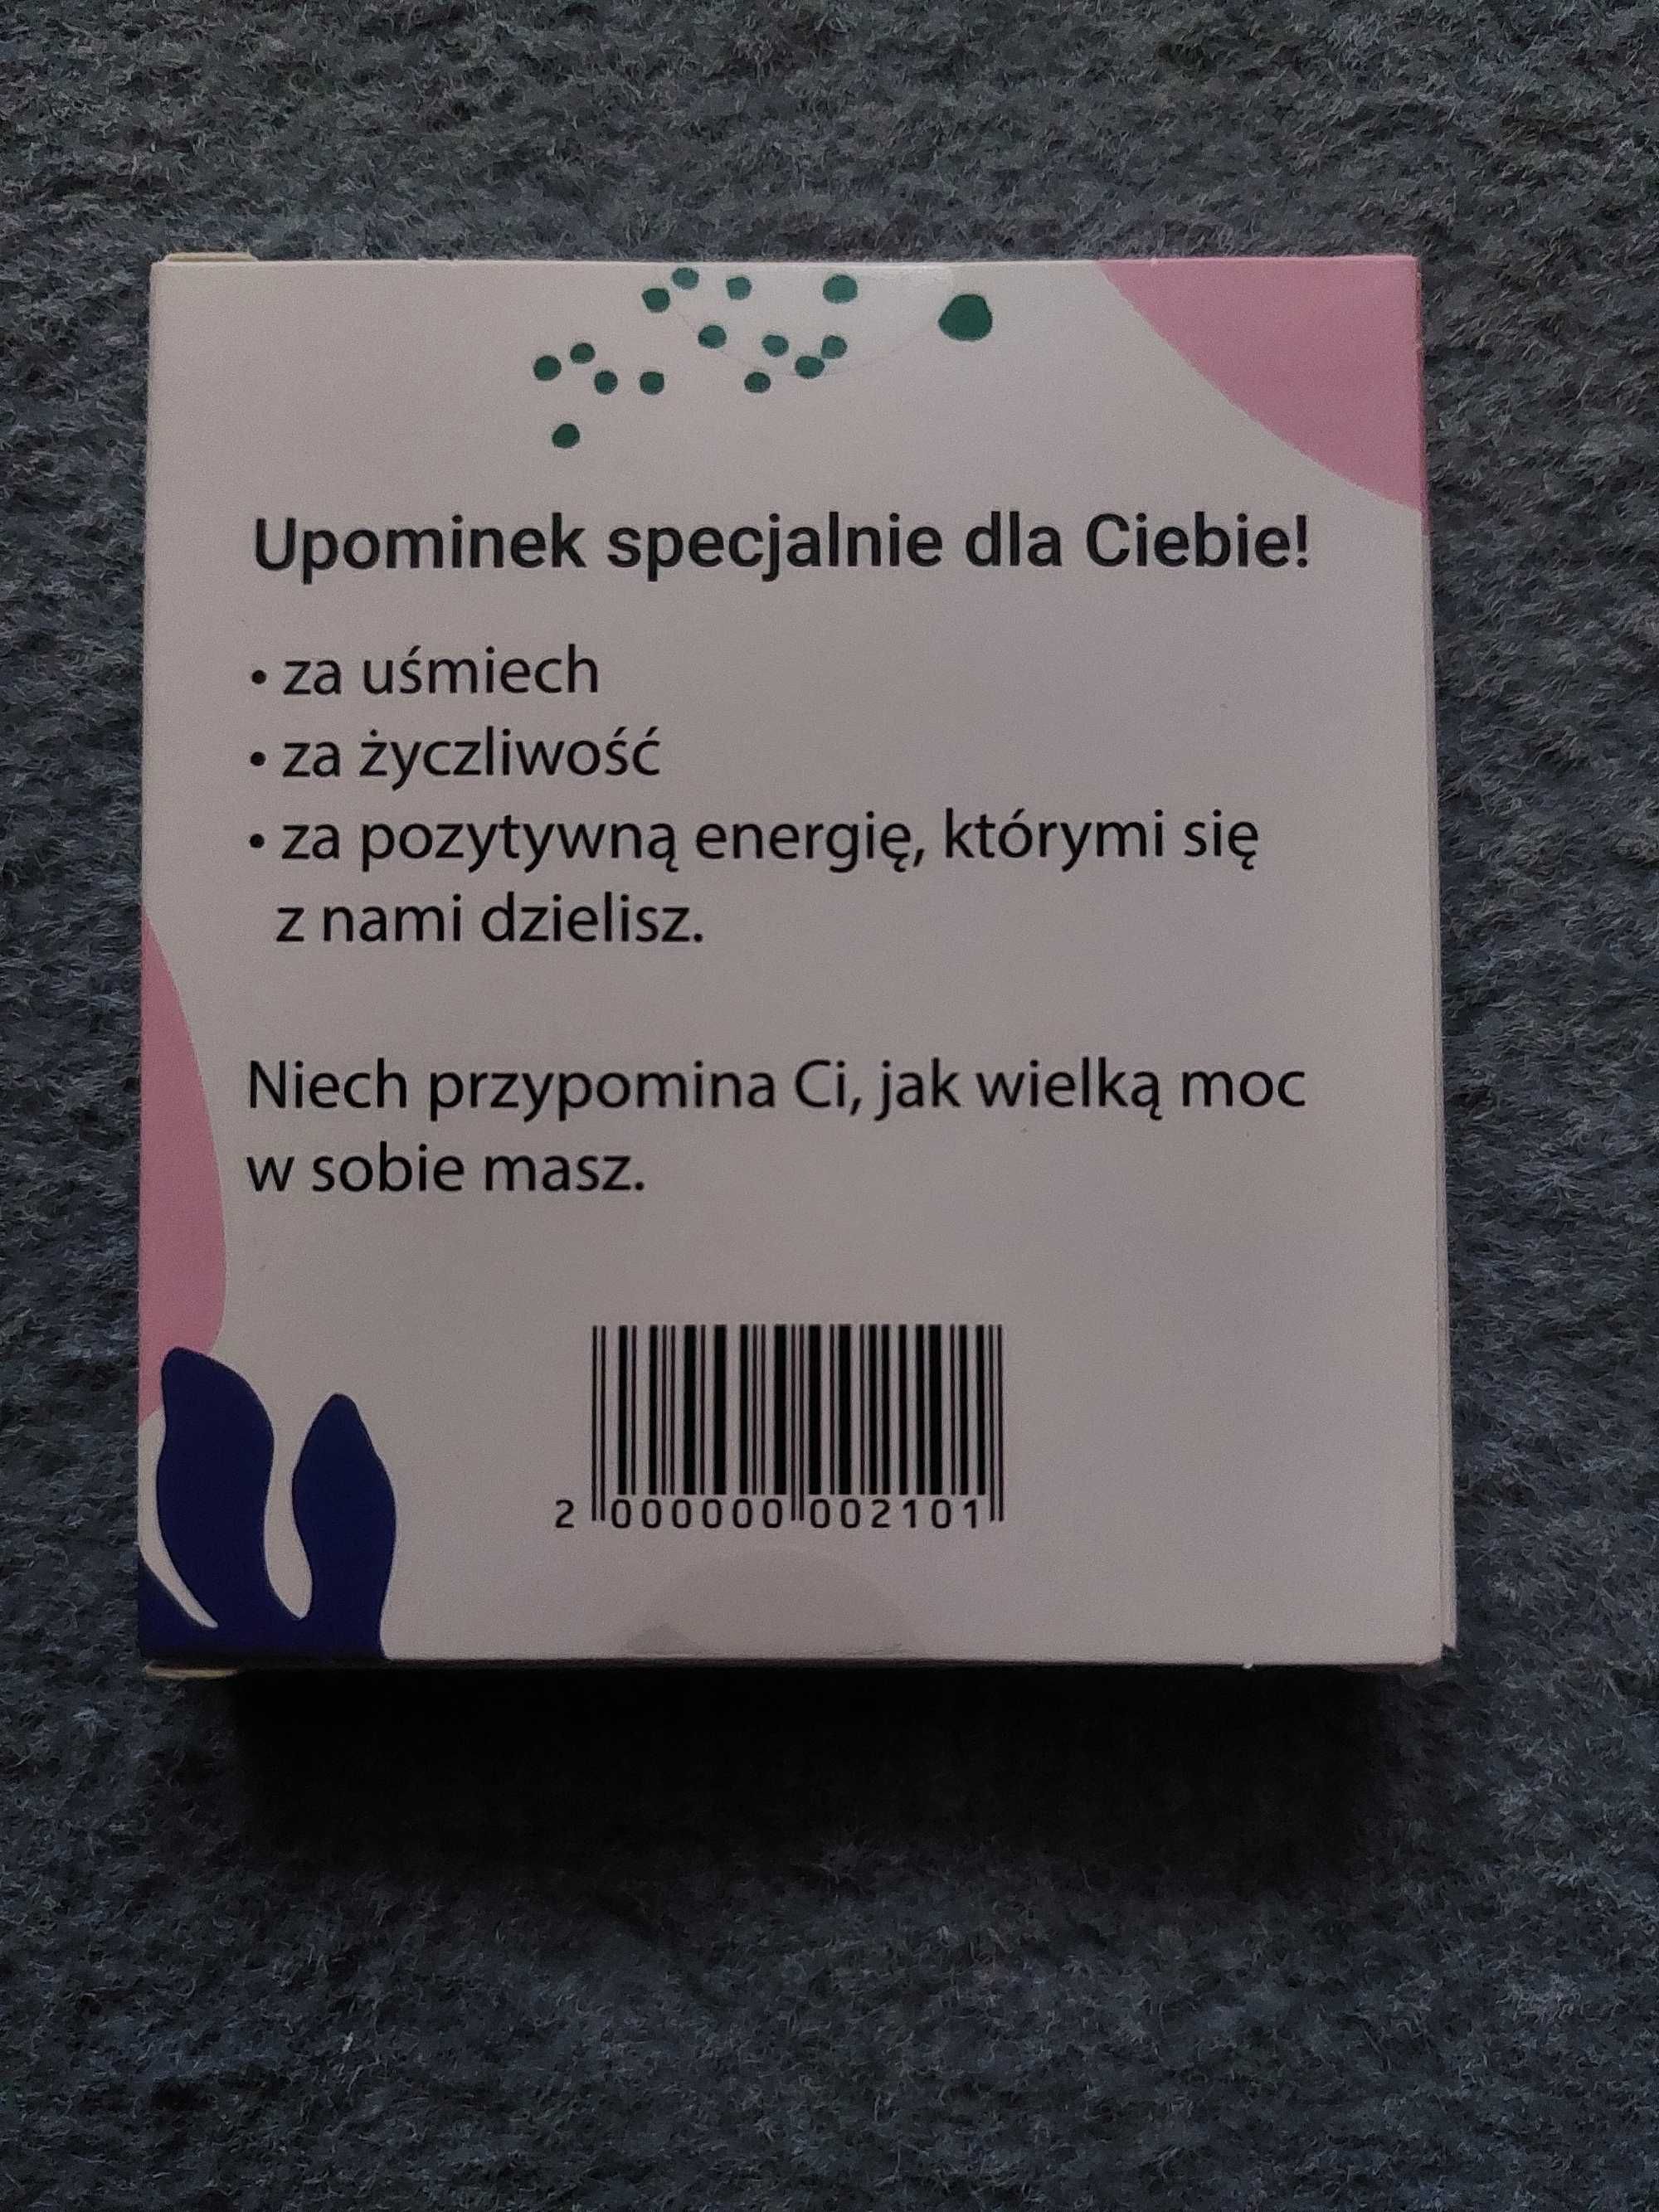 Upominek specjalnie dla Ciebie!
• za uśmiech
• za życzliwość
• za pozytywną energię, którymi się
z nami dzielisz.
Niech przypomina Ci, jak wielką moc
w sobie masz.
2 000000 002101